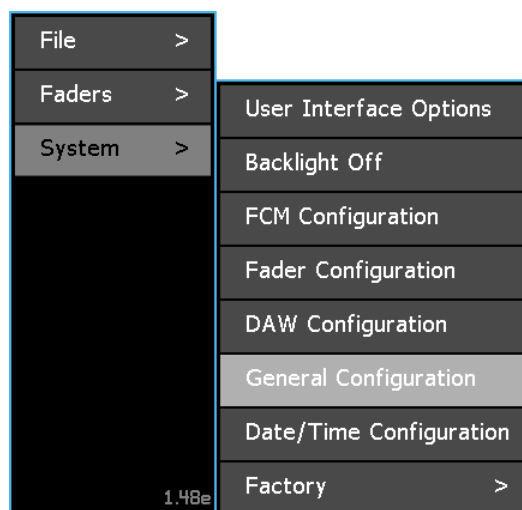 File >
Faders >
System >
1.48e
User Interface Options
Backlight Off
FCM Configuration
Fader Configuration
DAW Configuration
General Configuration
Date/Time Configuration
Factory >